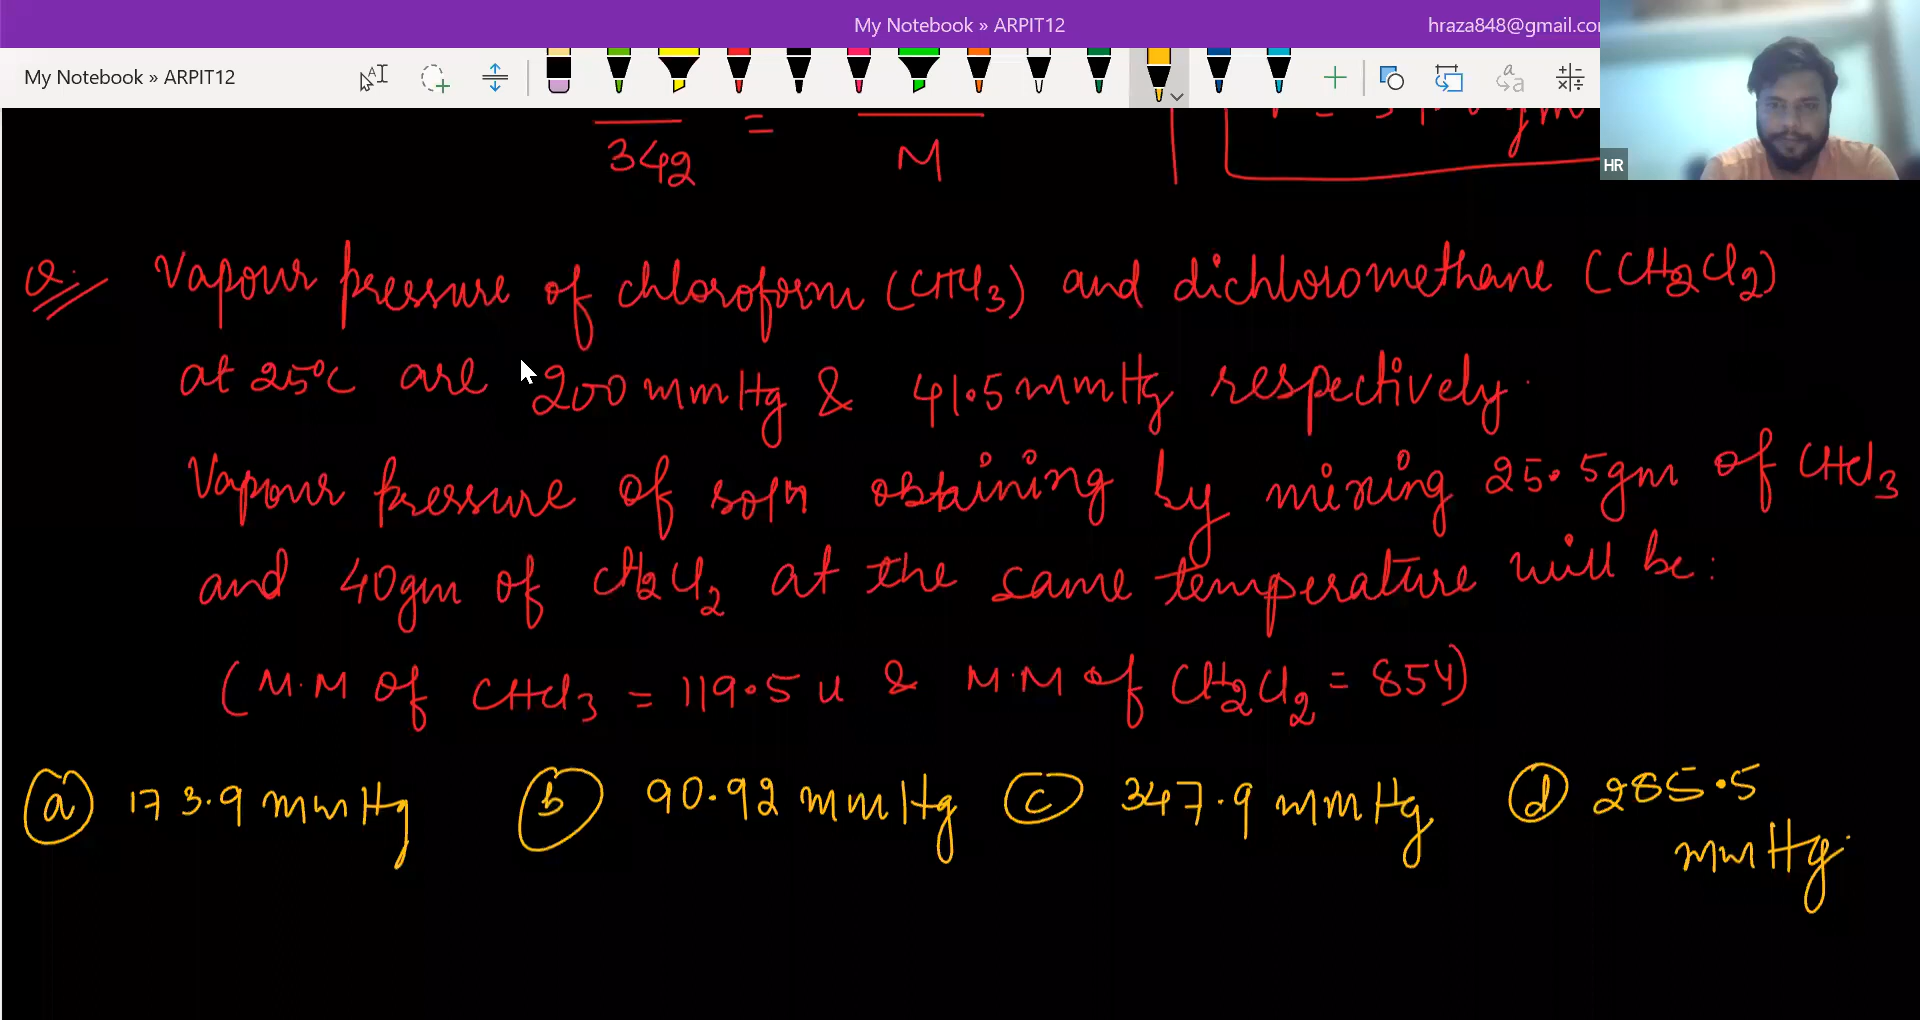 My Notebook » ARPIT12
hraza848@gmail.co
My Notebook » ARPIT12
HR
342 = M
Q. Vapour pressure of chloroform (CHCl3) and dichloromethane (CH2Cl2)
at 25°C are 200 mmHg & 41.5 mmHg respectively.
Vapour pressure of soln obtaining by mixing 25.5gm of CHCl3
and 40gm of CH2Cl2 at the same temperature will be:
(M.M of CHCl3 = 119.5 u & M.M of CH2Cl2 = 85u)
(a) 173.9 mmHg (b) 90.92 mmHg (c) 347.9 mmHg (d) 285.5
mmHg.